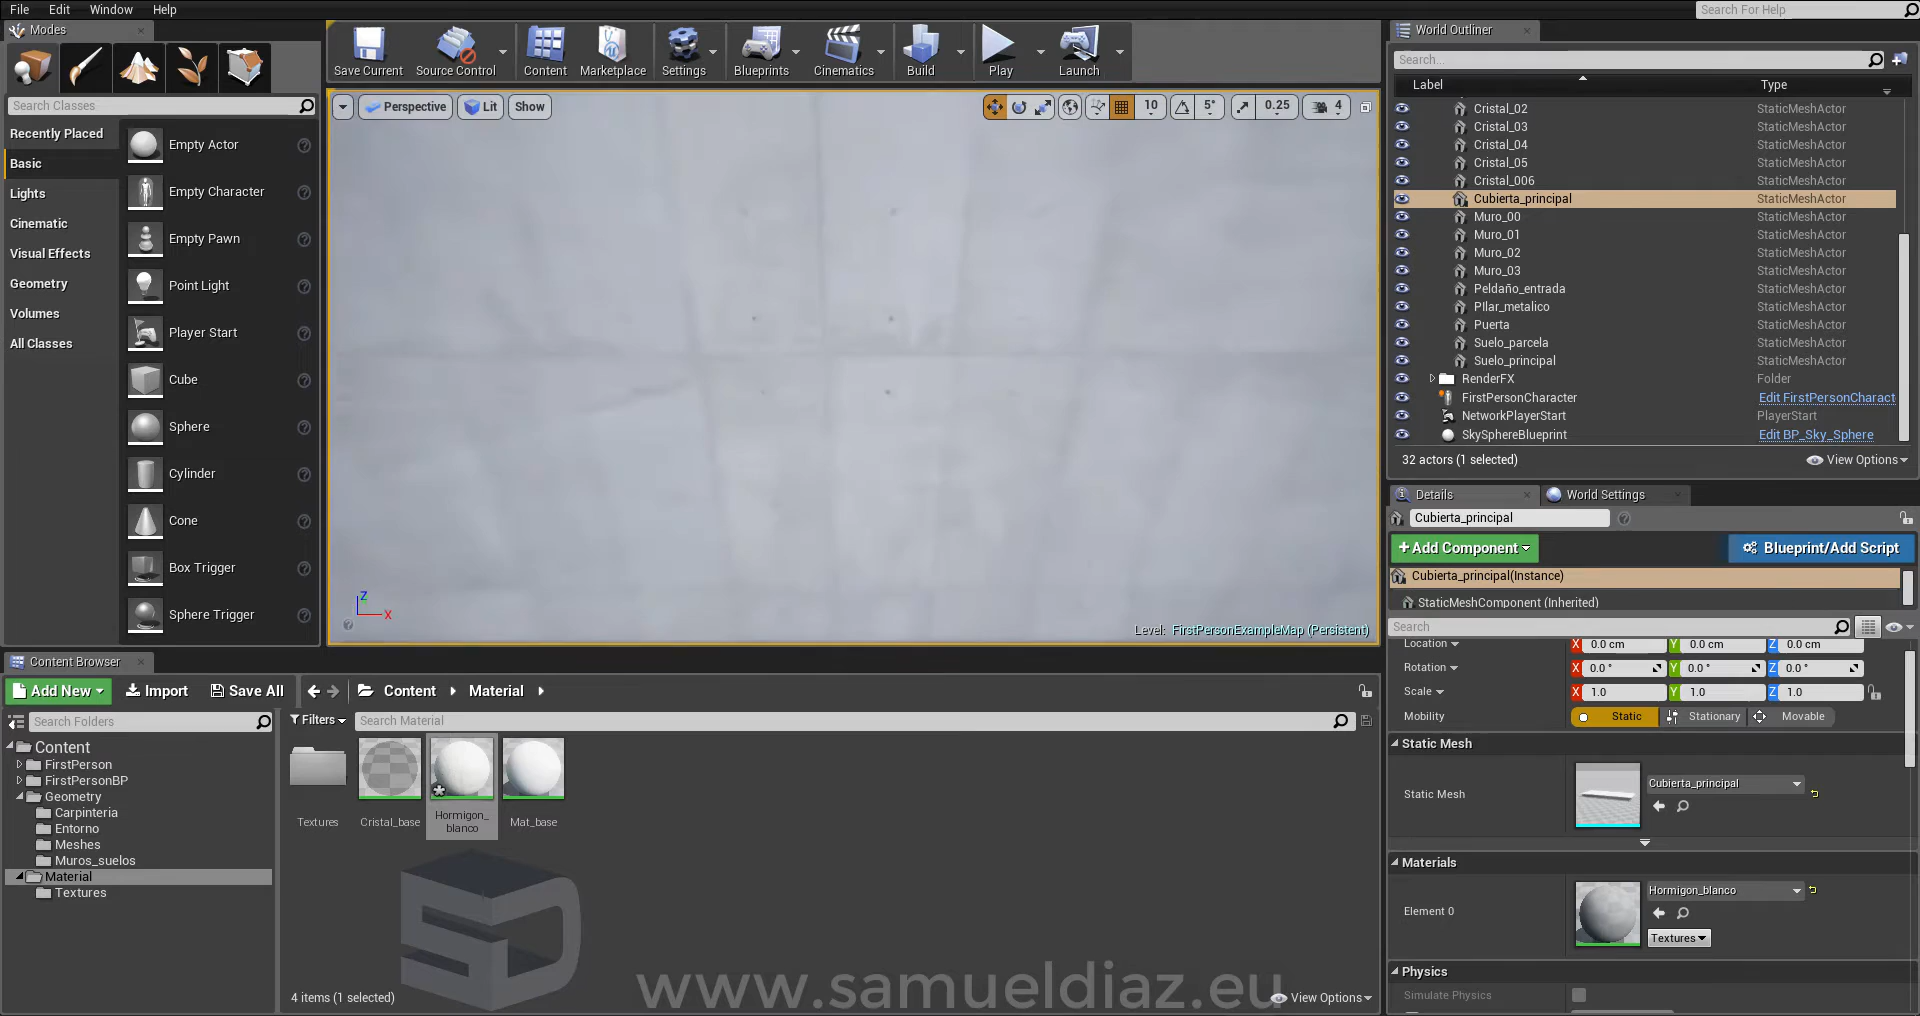 File Edit Window Help
Search For Help
Modes
Save Current
Source Control
Content
Marketplace
Settings
Blueprints
Cinematics
Build
Play
Launch
Search Classes
Recently Placed
Basic
Lights
Cinematic
Visual Effects
Geometry
Volumes
All Classes
Empty Actor
Empty Character
Empty Pawn
Point Light
Player Start
Cube
Sphere
Cylinder
Cone
Box Trigger
Sphere Trigger
Perspective Lit Show
10 5° 0.25 4
Z
X
Level: FirstPersonExampleMap (Persistent)
World Outliner
Search...
Label Type
Cristal_02 StaticMeshActor
Cristal_03 StaticMeshActor
Cristal_04 StaticMeshActor
Cristal_05 StaticMeshActor
Cristal_006 StaticMeshActor
Cubierta_principal StaticMeshActor
Muro_00 StaticMeshActor
Muro_01 StaticMeshActor
Muro_02 StaticMeshActor
Muro_03 StaticMeshActor
Peldaño_entrada StaticMeshActor
PIlar_metalico StaticMeshActor
Puerta StaticMeshActor
Suelo_parcela StaticMeshActor
Suelo_principal StaticMeshActor
RenderFX Folder
FirstPersonCharacter Edit FirstPersonCharact
NetworkPlayerStart PlayerStart
SkySphereBlueprint Edit BP_Sky_Sphere
32 actors (1 selected) View Options
Details World Settings
Cubierta_principal
+Add Component Blueprint/Add Script
Cubierta_principal(Instance)
StaticMeshComponent (Inherited)
Search
Location X 0.0 cm Y 0.0 cm Z 0.0 cm
Rotation X 0.0 ° Y 0.0 ° Z 0.0 °
Scale X 1.0 Y 1.0 Z 1.0
Mobility Static Stationary Movable
Static Mesh
Static Mesh Cubierta_principal
Materials
Element 0 Hormigon_blanco
Textures
Physics
Simulate Physics
Content Browser
Add New Import Save All Content Material
Search Folders
Filters Search Material
Content
FirstPerson
FirstPersonBP
Geometry
Carpinteria
Entorno
Meshes
Muros_suelos
Material
Textures
Textures
Cristal_base
Hormigon_
blanco
Mat_base
SD
www.samueldiaz.eu
4 items (1 selected) View Options